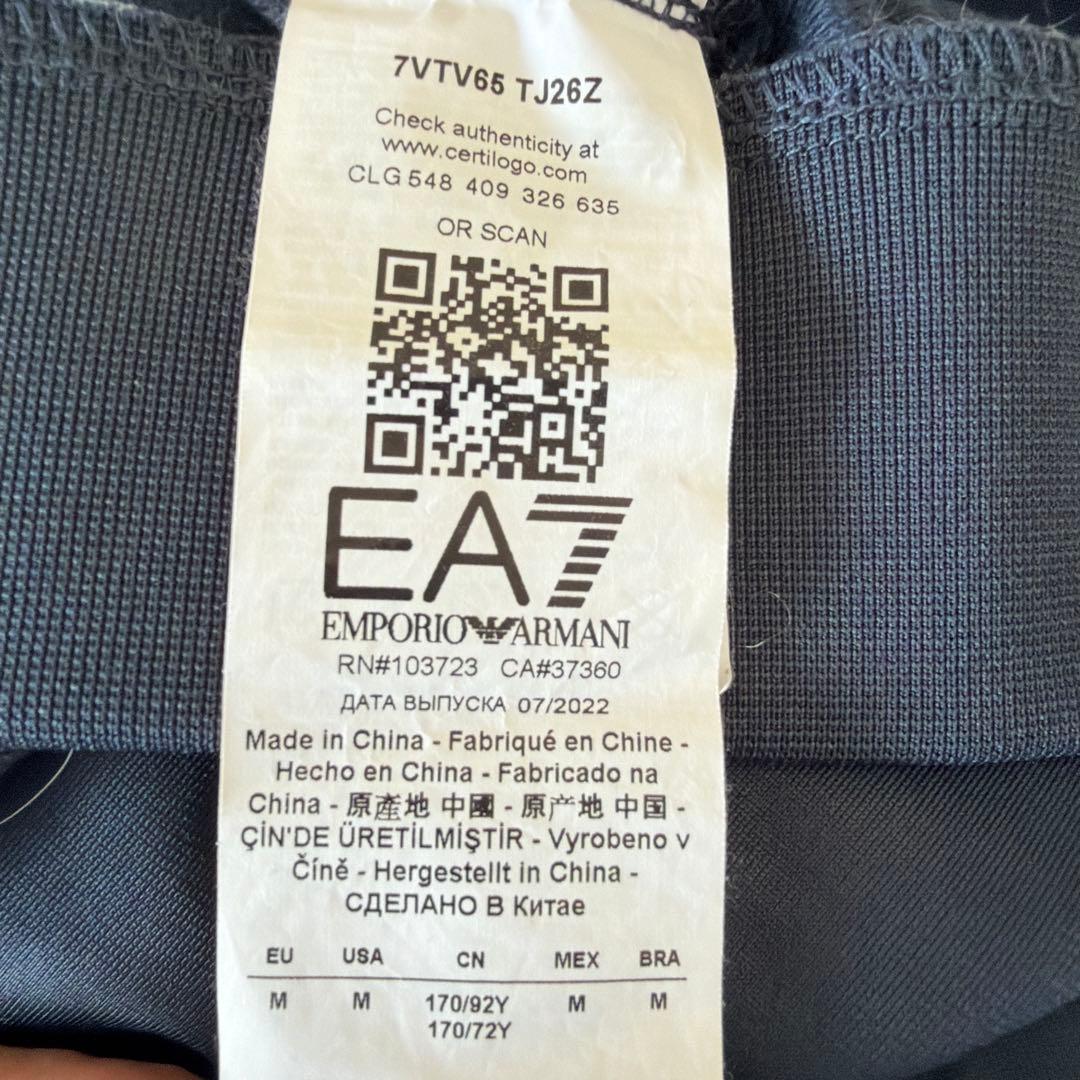 7VTV65 TJ26Z
Check authenticity at
www.certilogo.com
CLG 548 409 326 635
OR SCAN
EA7
EMPORIO ARMANI
RN#103723 CA#37360
ДАТА ВЫПУСКА 07/2022
Made in China - Fabriqué en Chine -
Hecho en China - Fabricado na
China - 原產地 中國 - 原产地 中国 -
ÇİN'DE ÜRETİLMİŞTİR - Vyrobeno v
Číně - Hergestellt in China -
СДЕЛАНО В Китае
EU USA CN MEX BRA
M M 170/92Y M M
170/72Y